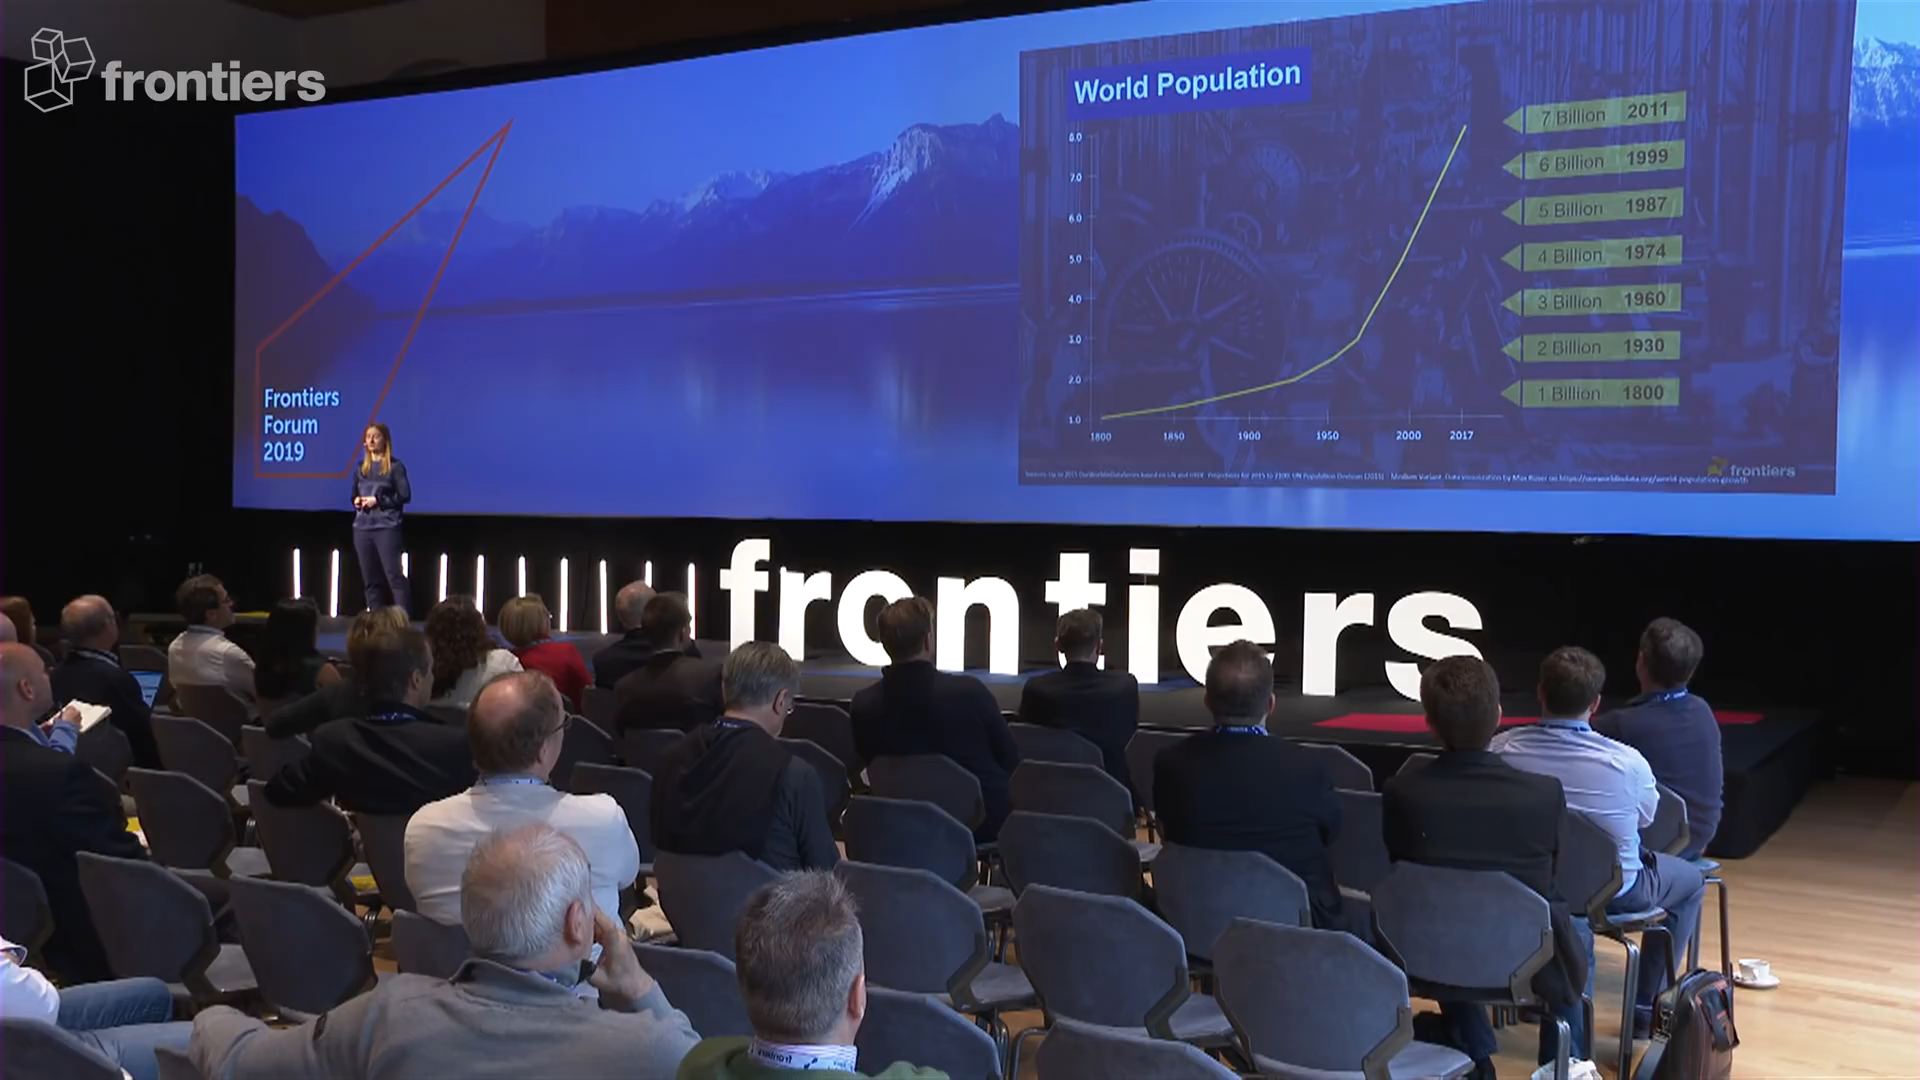 frontiers
World Population
8.0
7.0
6.0
5.0
4.0
3.0
2.0
1.0
1800 1850 1900 1950 2000 2017
7 Billion 2011
6 Billion 1999
5 Billion 1987
4 Billion 1974
3 Billion 1960
2 Billion 1930
1 Billion 1800
frontiers
Frontiers
Forum
2019
frontiers